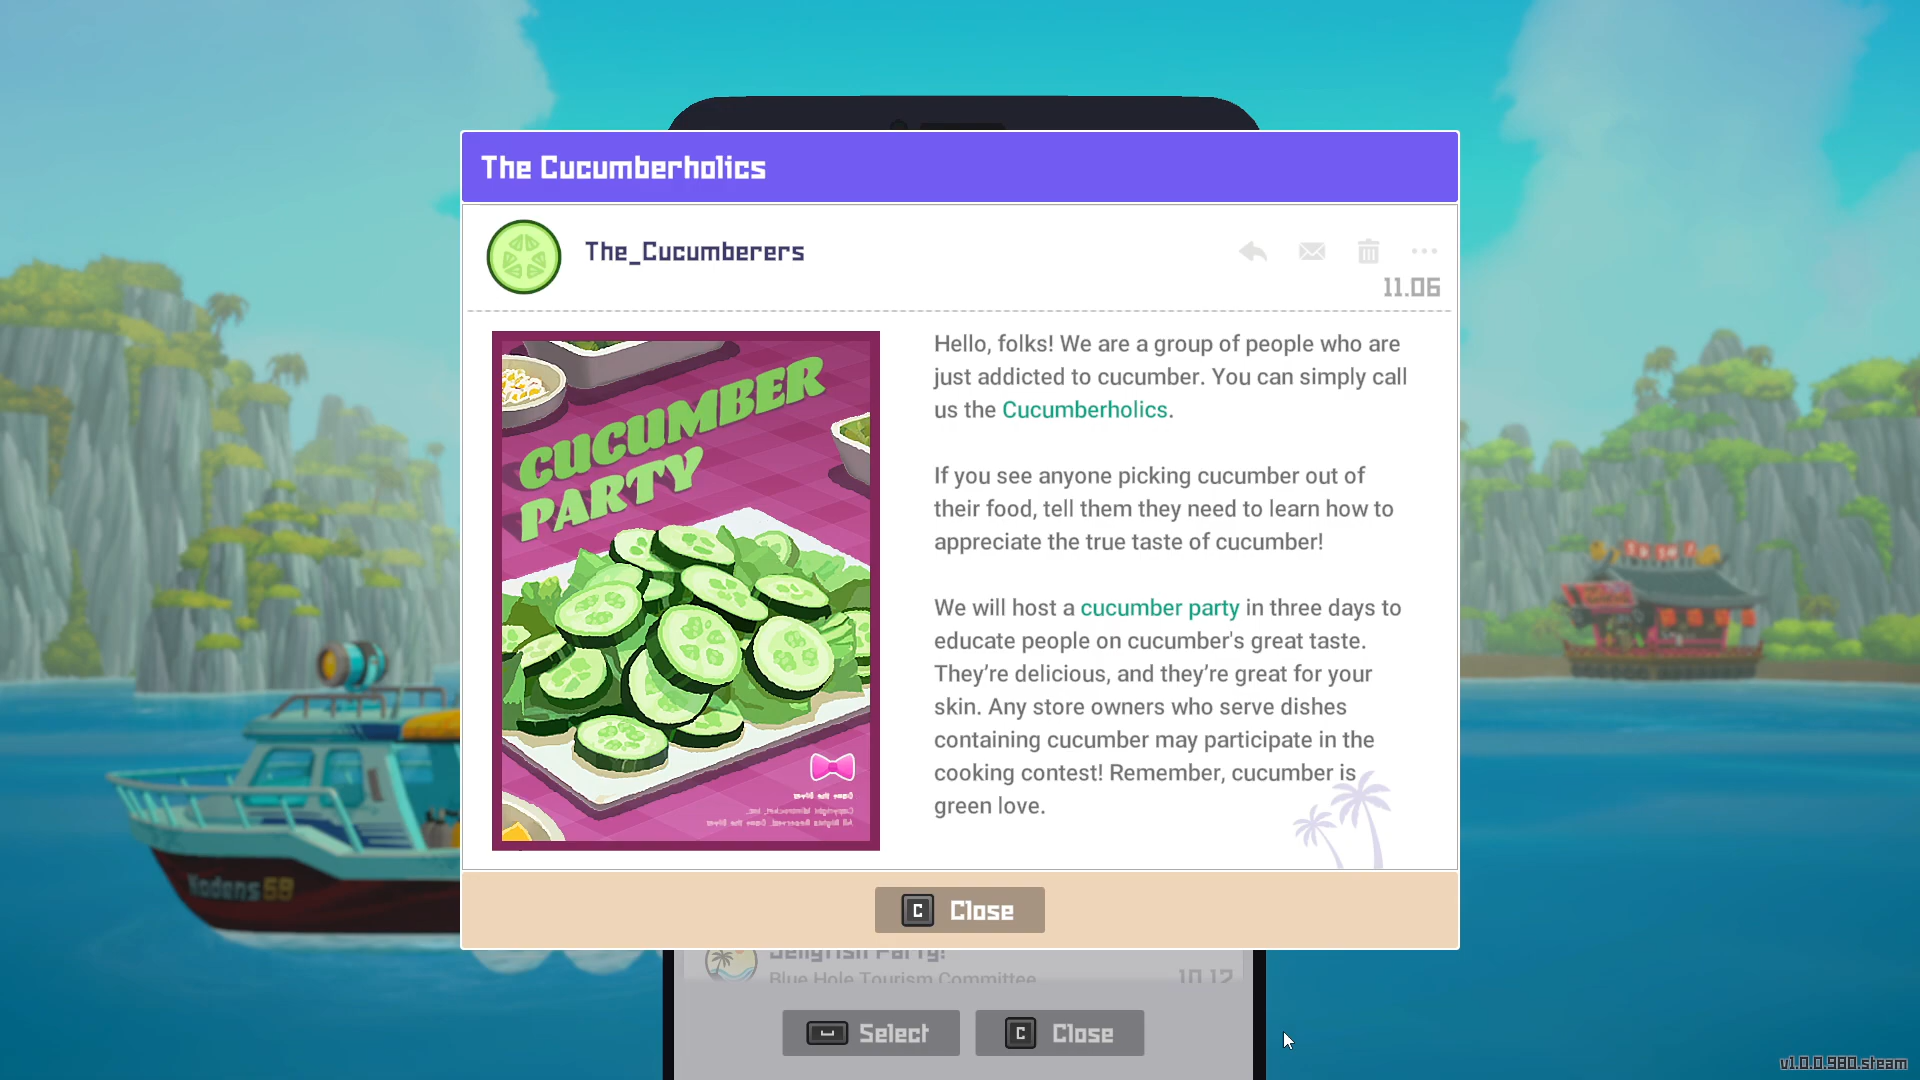 The Cucumberholics
The_Cucumberers
11.06
CUCUMBER
PARTY
Hello, folks! We are a group of people who are
just addicted to cucumber. You can simply call
us the Cucumberholics.
If you see anyone picking cucumber out of
their food, tell them they need to learn how to
appreciate the true taste of cucumber!
We will host a cucumber party in three days to
educate people on cucumber's great taste.
They’re delicious, and they’re great for your
skin. Any store owners who serve dishes
containing cucumber may participate in the
cooking contest! Remember, cucumber is
green love.
C Close
Jellyfish Party!
Blue Hole Tourism Committee
10.12
Select
C Close
v1.0.0.980.steam